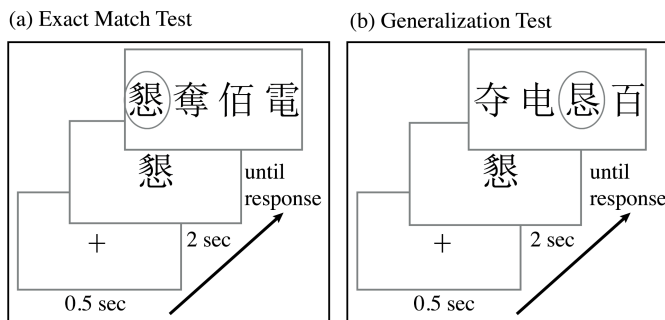 (a) Exact Match Test
懇 奪 佰 電
懇
until
response
+
2 sec
0.5 sec
(b) Generalization Test
夺 电 恳 百
懇
until
response
+
2 sec
0.5 sec